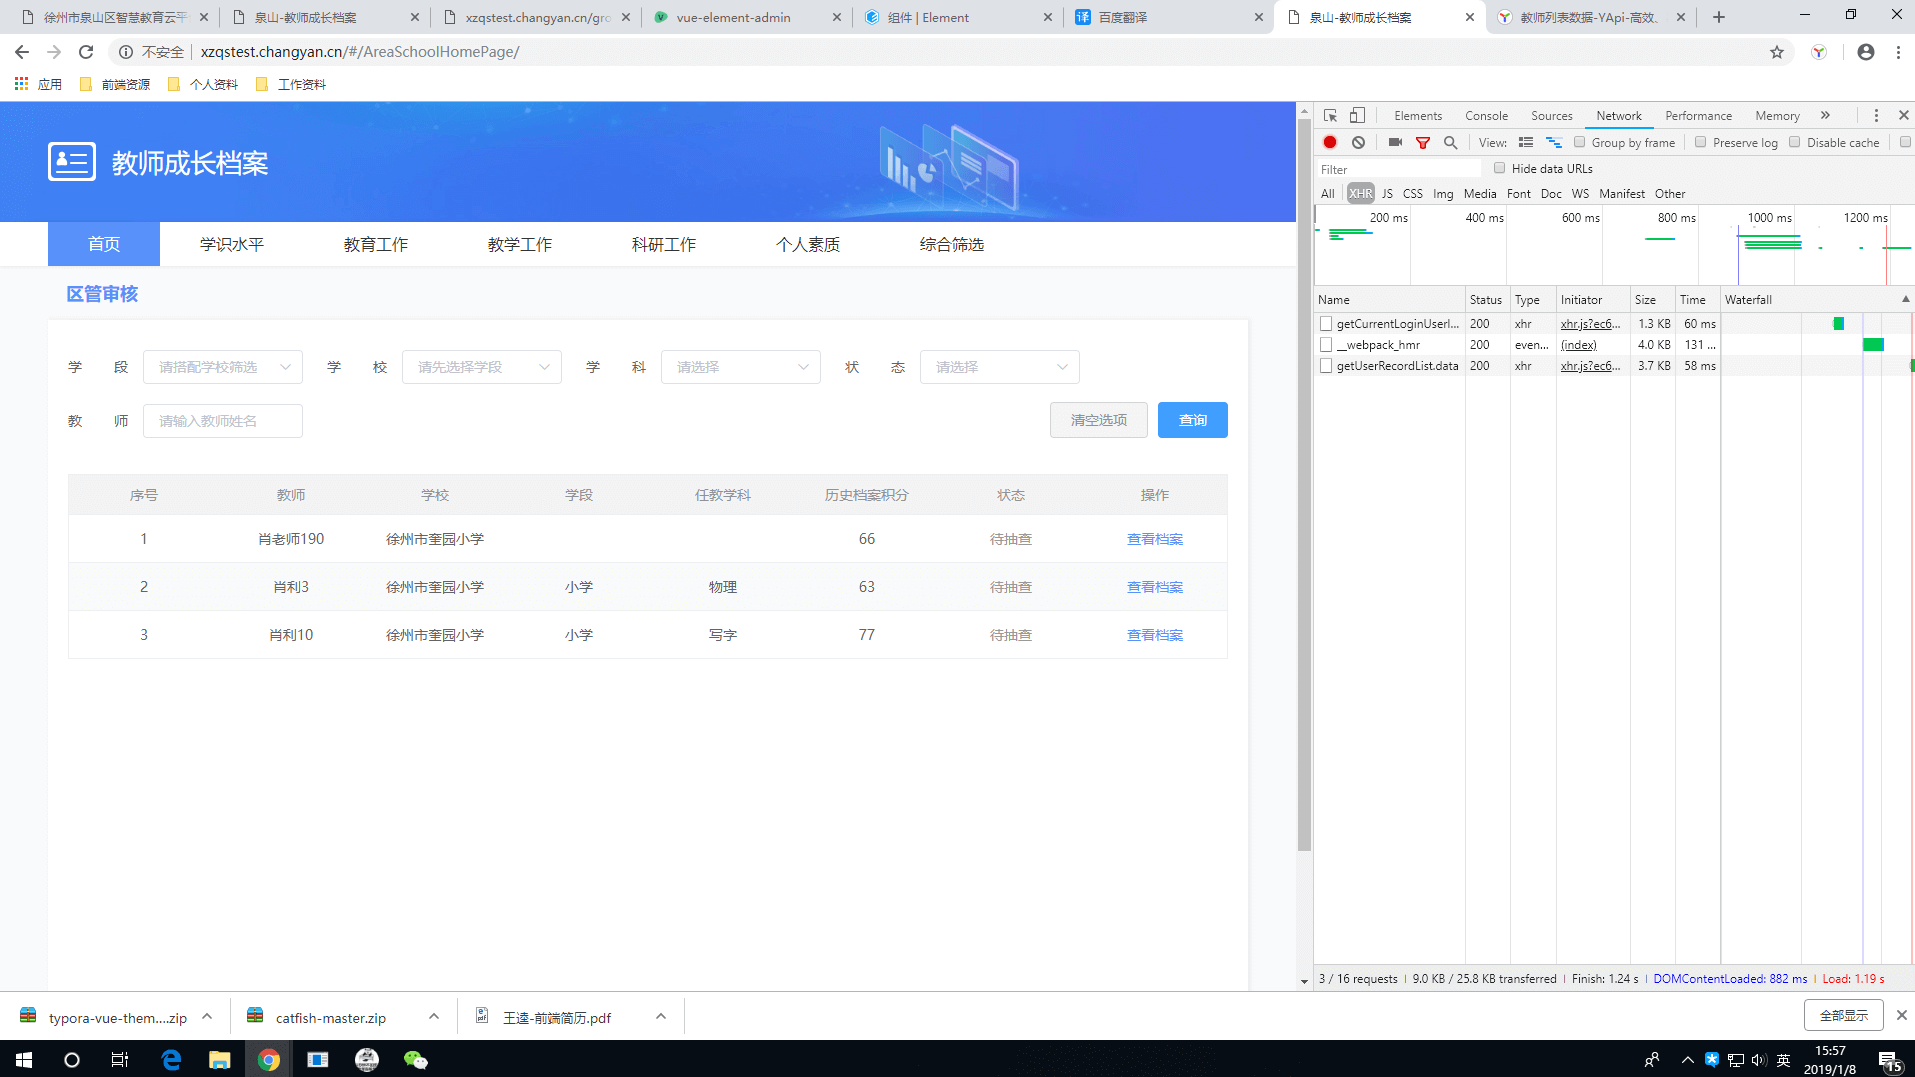 徐州市泉山区智慧教育云平
泉山-教师成长档案
xzqstest.changyan.cn/gro
vue-element-admin
组件 | Element
百度翻译
泉山-教师成长档案
教师列表数据-YApi-高效、
不安全
xzqstest.changyan.cn/#/AreaSchoolHomePage/
应用
前端资源
个人资料
工作资料
教师成长档案
首页
学识水平
教育工作
教学工作
科研工作
个人素质
综合筛选
区管审核
学 段
请搭配学校筛选
学 校
请先选择学段
学 科
请选择
状 态
请选择
教 师
请输入教师姓名
清空选项
查询
序号 教师 学校 学段 任教学科 历史档案积分 状态 操作
1 肖老师190 徐州市奎园小学 66 待抽查 查看档案
2 肖利3 徐州市奎园小学 小学 物理 63 待抽查 查看档案
3 肖利10 徐州市奎园小学 小学 写字 77 待抽查 查看档案
Elements Console Sources Network Performance Memory
View: Group by frame Preserve log Disable cache
Filter
Hide data URLs
All XHR JS CSS Img Media Font Doc WS Manifest Other
200 ms 400 ms 600 ms 800 ms 1000 ms 1200 ms
Name Status Type Initiator Size Time Waterfall
getCurrentLoginUserI... 200 xhr xhr.js?ec6... 1.3 KB 60 ms
__webpack_hmr 200 even... (index) 4.0 KB 131 ...
getUserRecordList.data 200 xhr xhr.js?ec6... 3.7 KB 58 ms
3 / 16 requests | 9.0 KB / 25.8 KB transferred | Finish: 1.24 s | DOMContentLoaded: 882 ms | Load: 1.19 s
typora-vue-them....zip
catfish-master.zip
王逵-前端简历.pdf
全部显示
英
15:57
2019/1/8
15